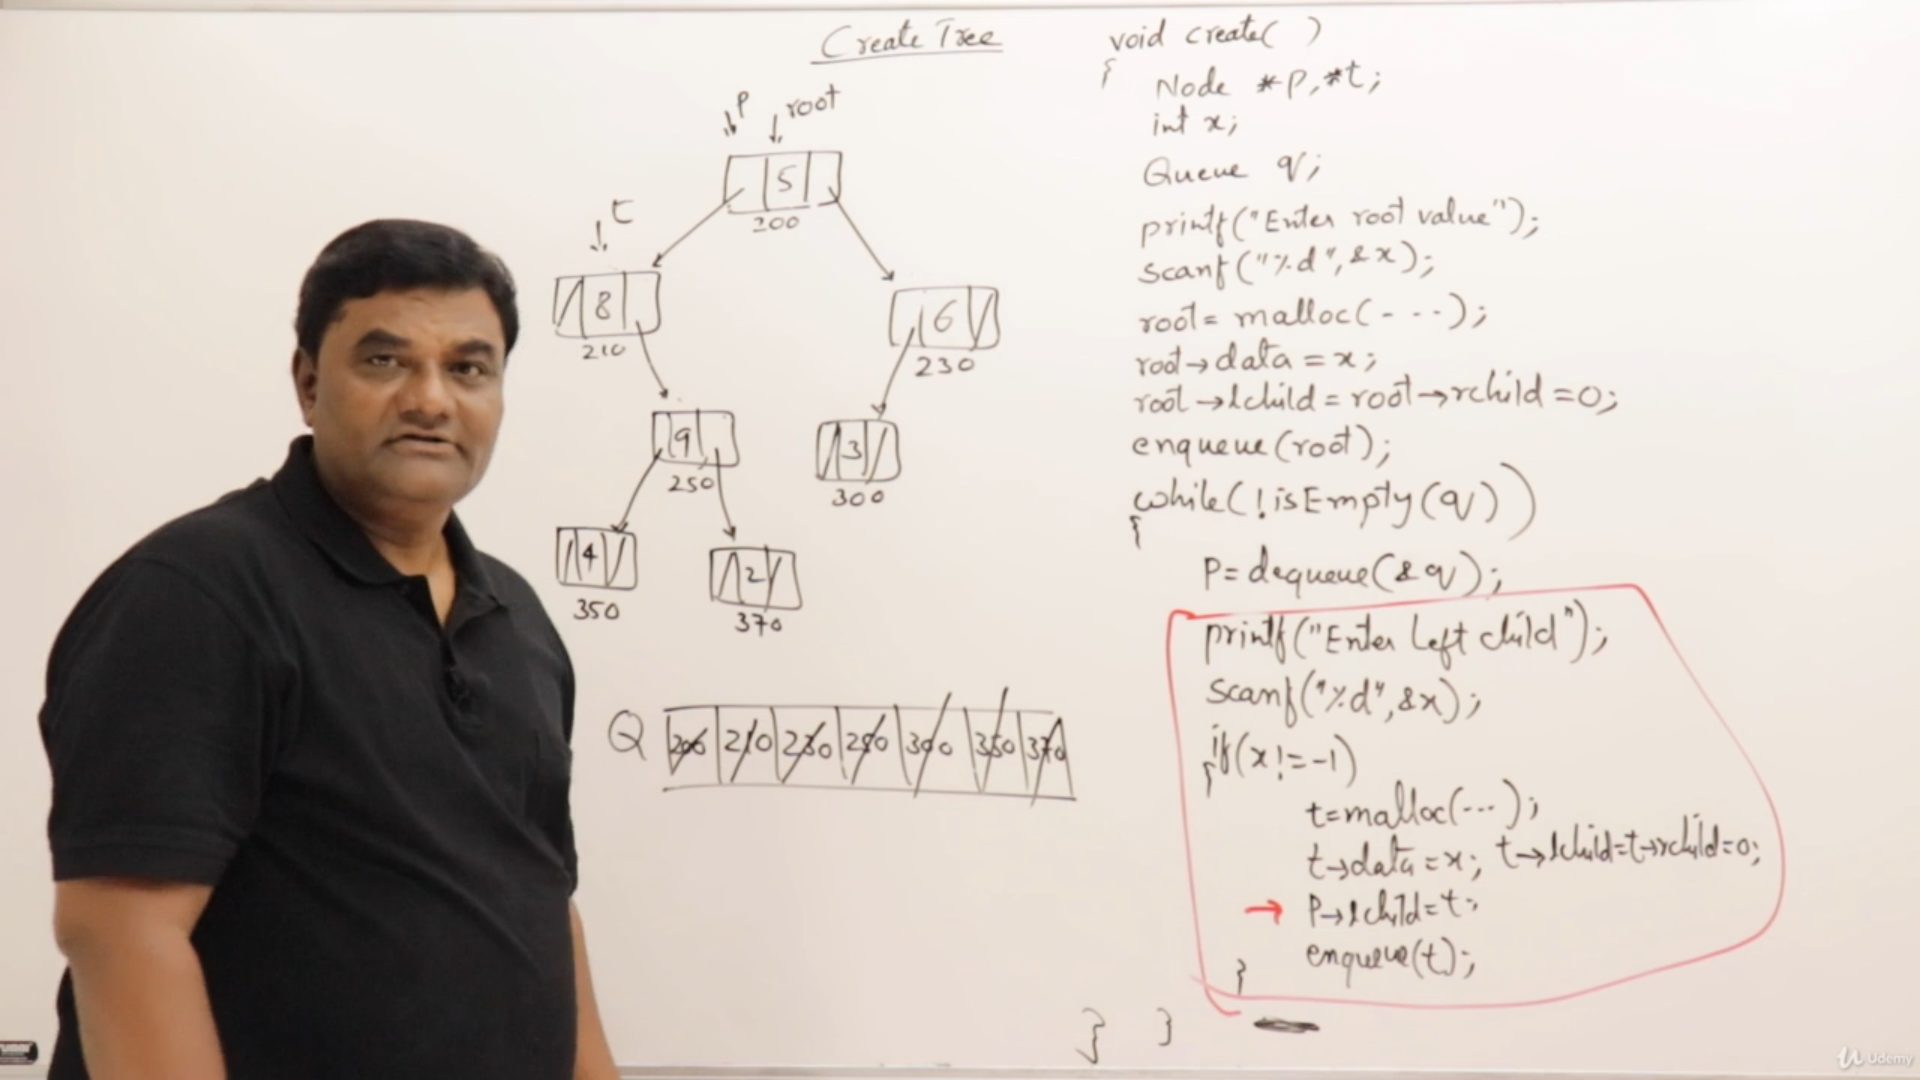 Create Tree
P root
5
200
t
8
210
6
230
9
250
3
300
4
350
2
370
Q 200 210 230 250 300 350 370
void create( )
{
Node *p,*t;
int x;
Queue q;
printf("Enter root value");
scanf("%d",&x);
root= malloc(- - - -);
root→data=x;
root→lchild=root→rchild=0;
enqueue(root);
while(!isEmpty(q))
{
P=dequeue(&q);
printf("Enter Left child");
scanf("%d",&x);
if(x!=-1)
{
t=malloc(---);
t→data=x; t→lchild=t→rchild=0;
→ P→lchild=t;
enqueue(t);
}
} }
Udemy